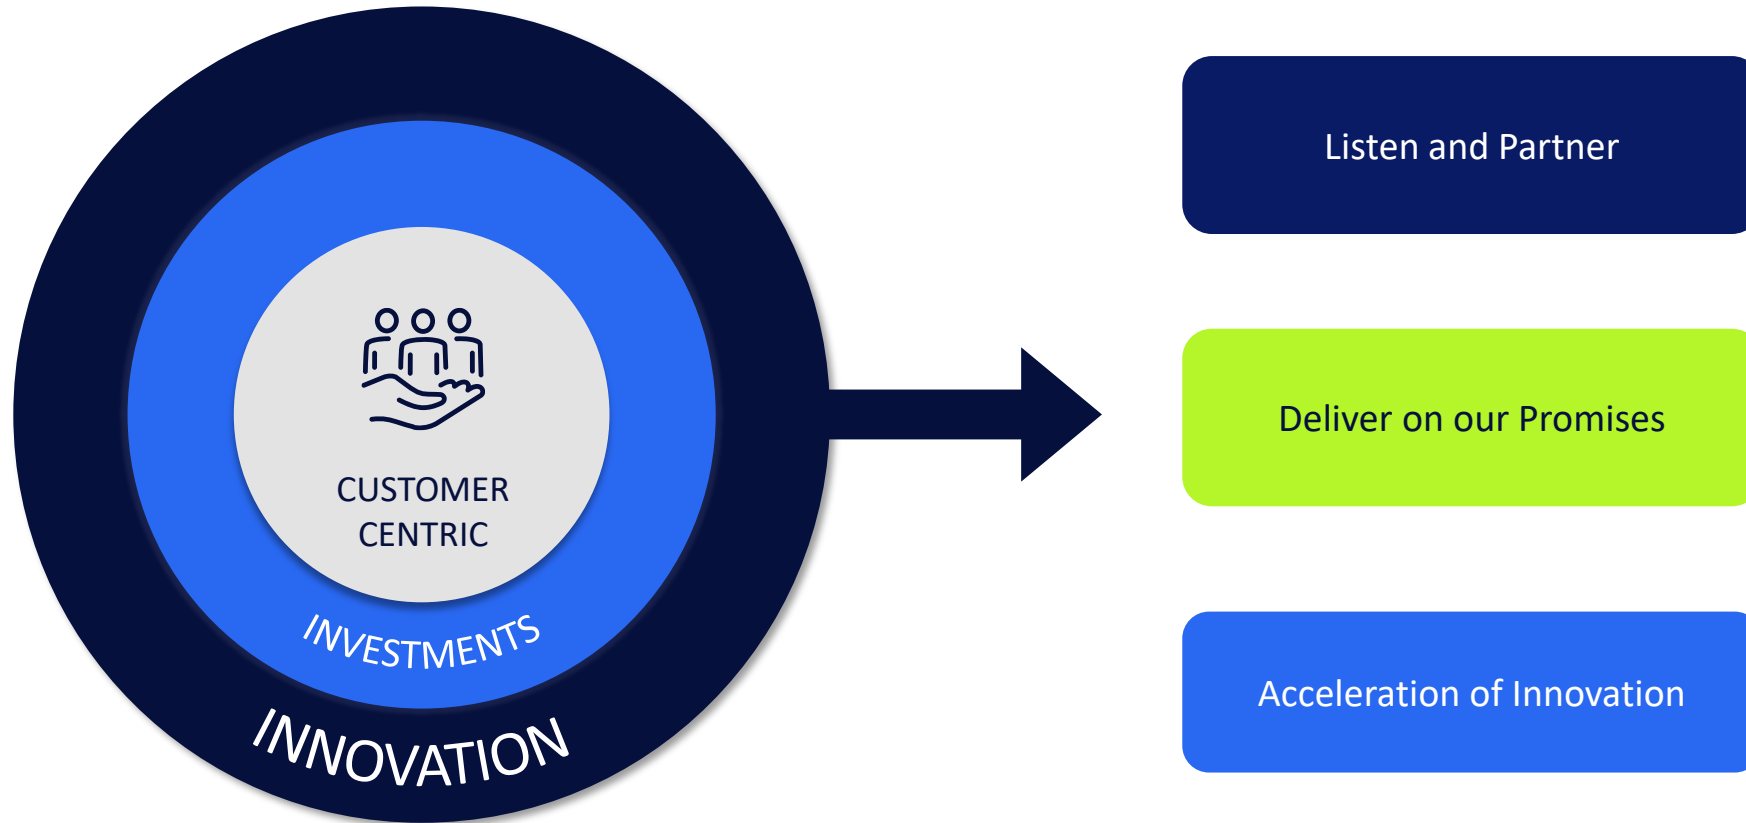 CUSTOMER
CENTRIC
INVESTMENTS
INNOVATION
Listen and Partner
Deliver on our Promises
Acceleration of Innovation